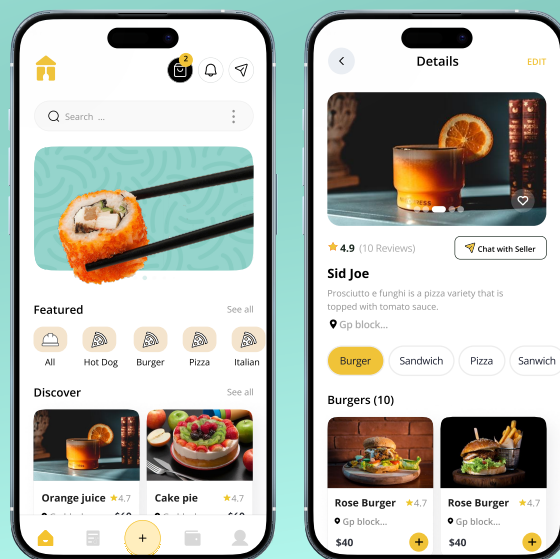 2
Search ...
Featured
See all
All
Hot Dog
Burger
Pizza
Italian
Discover
See all
Orange juice
4.7
Cake pie
4.7
Details
EDIT
4.9 (10 Reviews)
Chat with Seller
Sid Joe
Prosciutto e funghi is a pizza variety that is
topped with tomato sauce.
Gp block...
Burger
Sandwich
Pizza
Sanwich
Burgers (10)
Rose Burger
4.7
Rose Burger
4.7
Gp block...
Gp block...
$40
$40